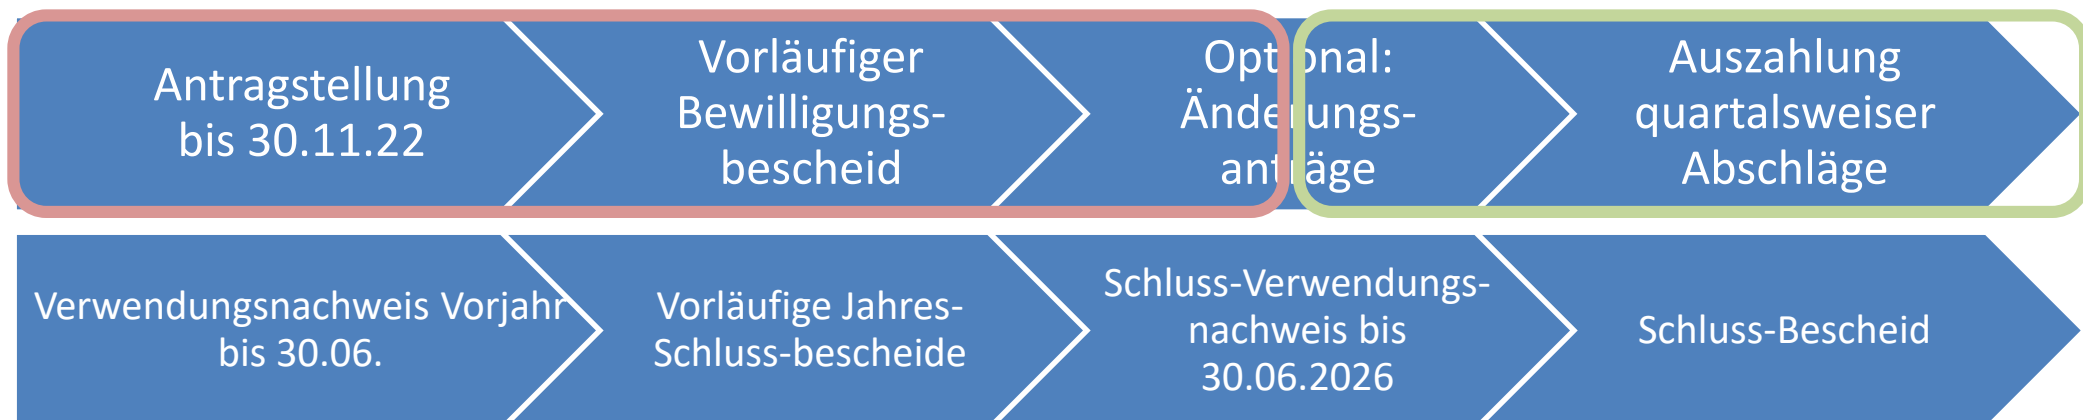 Antragstellung
bis 30.11.22
Vorläufiger
Bewilligungs-
bescheid
Optional:
Änderungs-
anträge
Auszahlung
quartalsweiser
Abschläge
Verwendungsnachweis Vorjahr
bis 30.06.
Vorläufige Jahres-
Schluss-bescheide
Schluss-Verwendungs-
nachweis bis
30.06.2026
Schluss-Bescheid